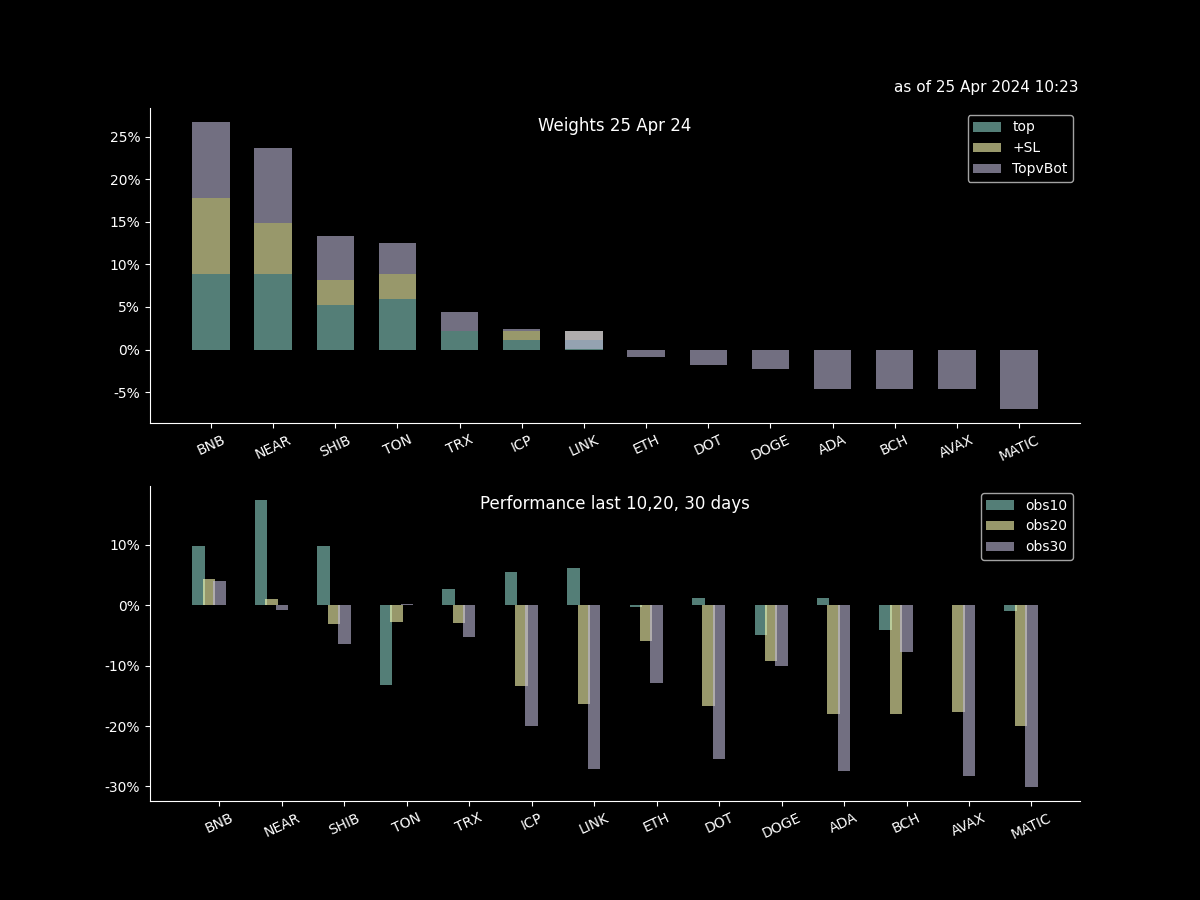 as of 25 Apr 2024 10:23
Weights 25 Apr 24
top
+SL
TopvBot
25%
20%
15%
10%
5%
0%
-5%
BNB NEAR SHIB TON TRX ICP LINK ETH DOT DOGE ADA BCH AVAX MATIC
Performance last 10,20, 30 days
obs10
obs20
obs30
10%
0%
-10%
-20%
-30%
BNB NEAR SHIB TON TRX ICP LINK ETH DOT DOGE ADA BCH AVAX MATIC